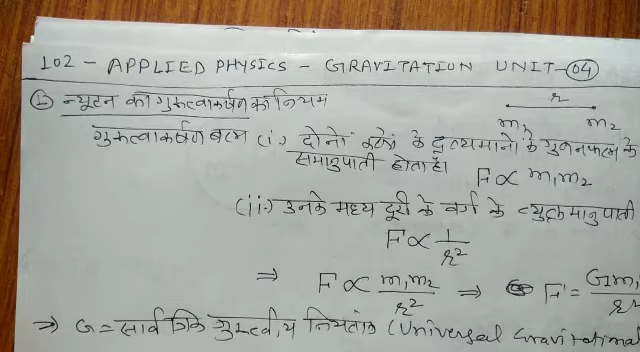 102 - APPLIED PHYSICS - GRAVITATION UNIT-04
① न्यूटन का गुरूत्वाकर्षण का नियम
r
m₁ m₂
गुरूत्वाकर्षण बल (i) दोनों के द्रव्यमानों के गुणनफल के
समानुपाती होता है।
F∝ m₁m₂
(ii) उनके मध्य दूरी के वर्ग के व्युत्क्रमानुपाती
F∝ 1/r²
⇒ F∝ m₁m₂/r² ⇒ F = Gm₁/r²
⇒ G = सार्वत्रिक गुरूत्वीय नियतांक (Universal Gravitational